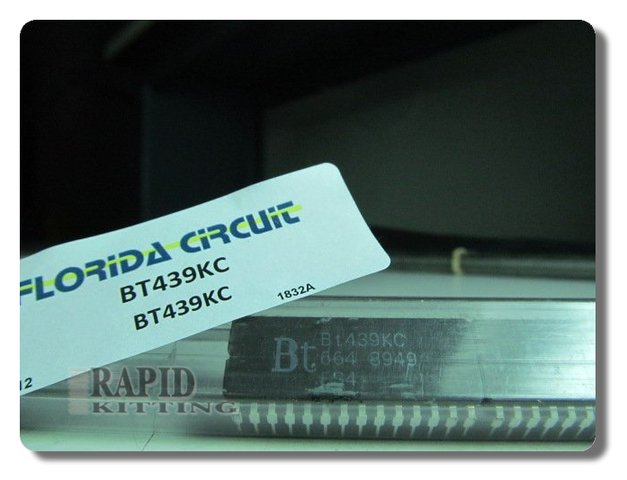 FLORIDA CIRCUIT
BT439KC
BT439KC
1832A
12
Bt
Bt439KC
RAPID
KITTING